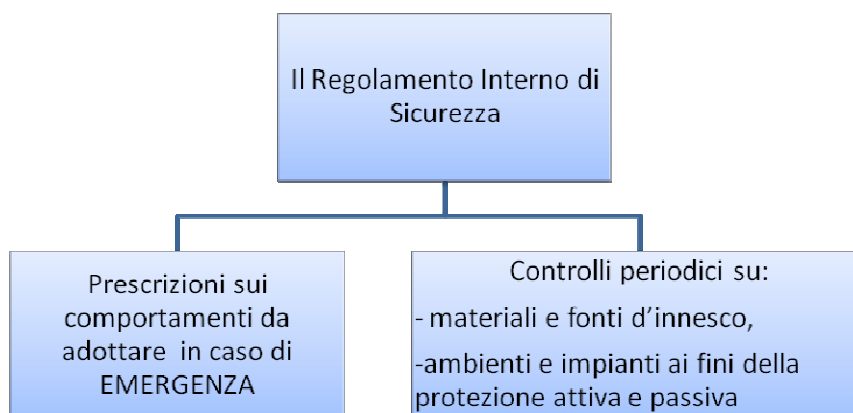 Il Regolamento Interno di
Sicurezza
Prescrizioni sui
comportamenti da
adottare in caso di
EMERGENZA
Controlli periodici su:
- materiali e fonti d’innesco,
-ambienti e impianti ai fini della
protezione attiva e passiva